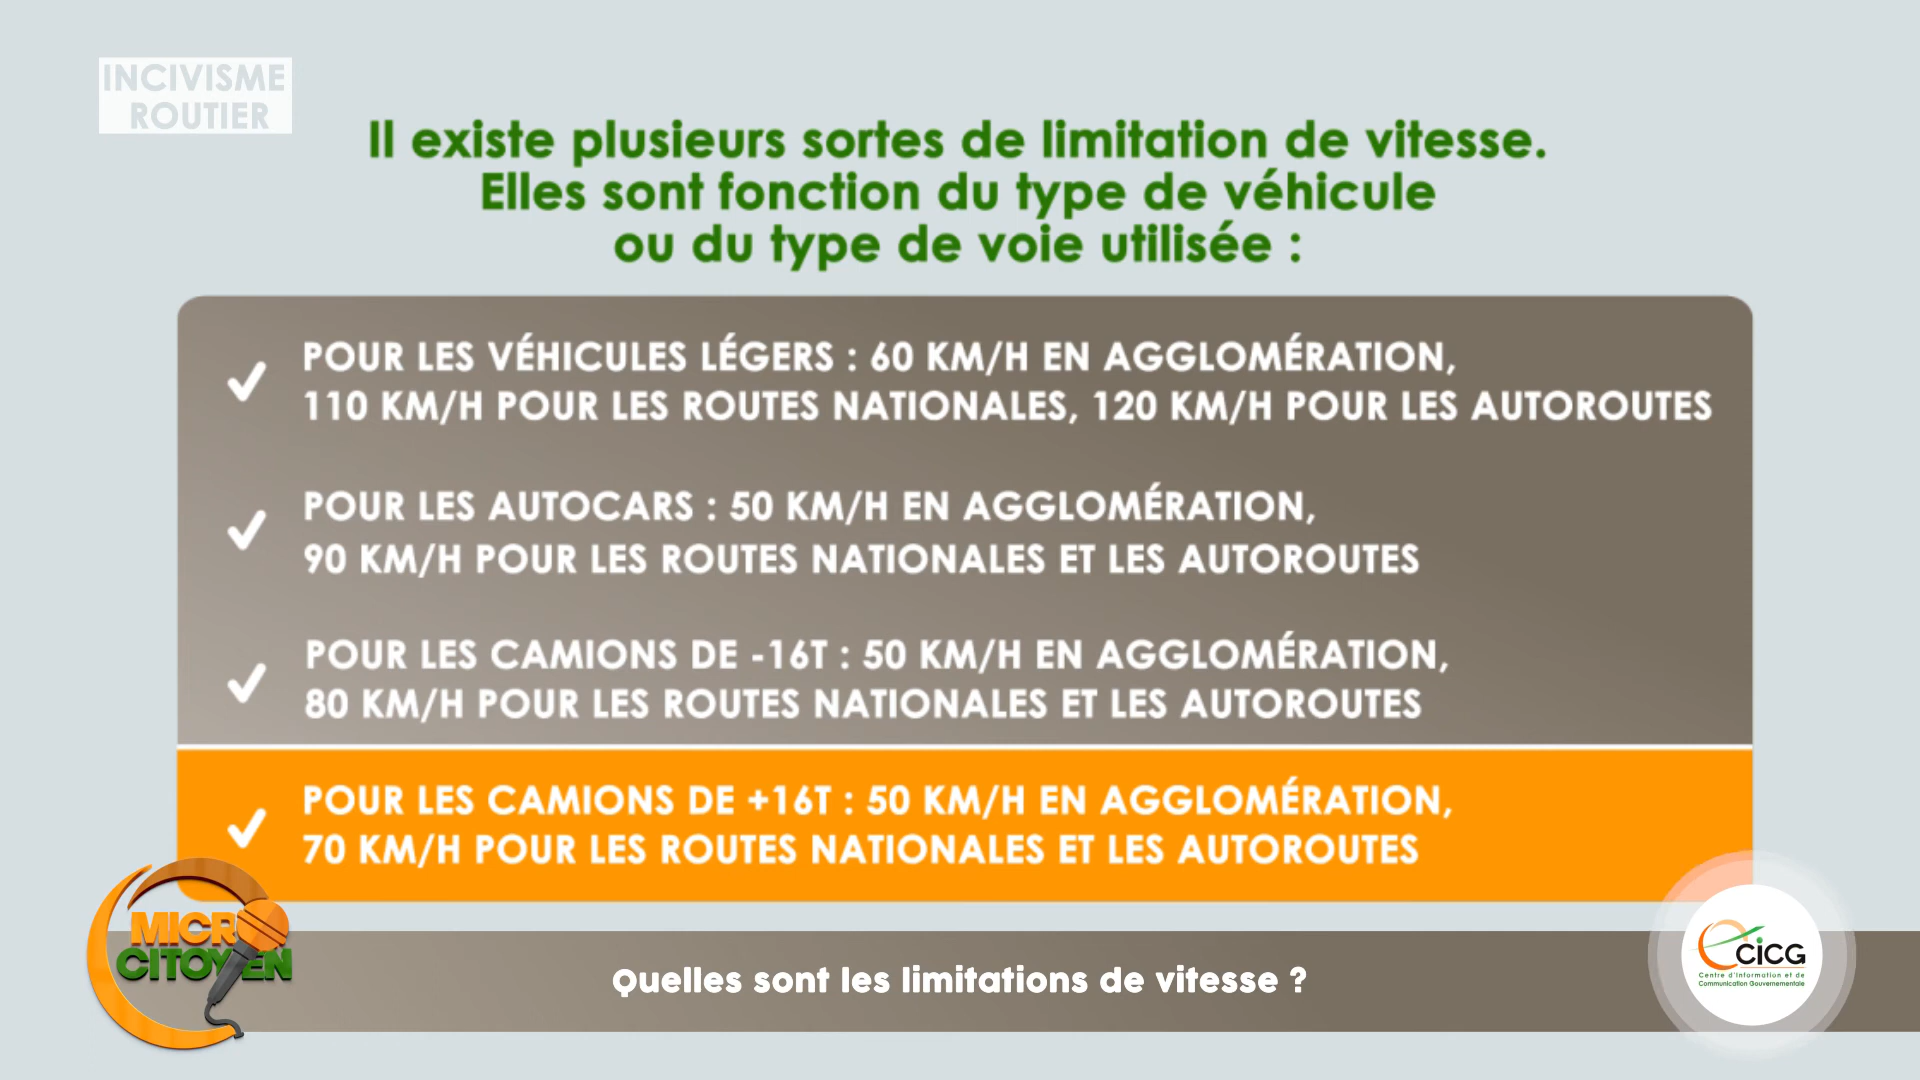 INCIVISME
ROUTIER
Il existe plusieurs sortes de limitation de vitesse.
Elles sont fonction du type de véhicule
ou du type de voie utilisée :
POUR LES VÉHICULES LÉGERS : 60 KM/H EN AGGLOMÉRATION,
110 KM/H POUR LES ROUTES NATIONALES, 120 KM/H POUR LES AUTOROUTES
POUR LES AUTOCARS : 50 KM/H EN AGGLOMÉRATION,
90 KM/H POUR LES ROUTES NATIONALES ET LES AUTOROUTES
POUR LES CAMIONS DE -16T : 50 KM/H EN AGGLOMÉRATION,
80 KM/H POUR LES ROUTES NATIONALES ET LES AUTOROUTES
POUR LES CAMIONS DE +16T : 50 KM/H EN AGGLOMÉRATION,
70 KM/H POUR LES ROUTES NATIONALES ET LES AUTOROUTES
MICRO
CITOYEN
Quelles sont les limitations de vitesse ?
CICG
Centre d'Information et de
Communication Gouvernementale